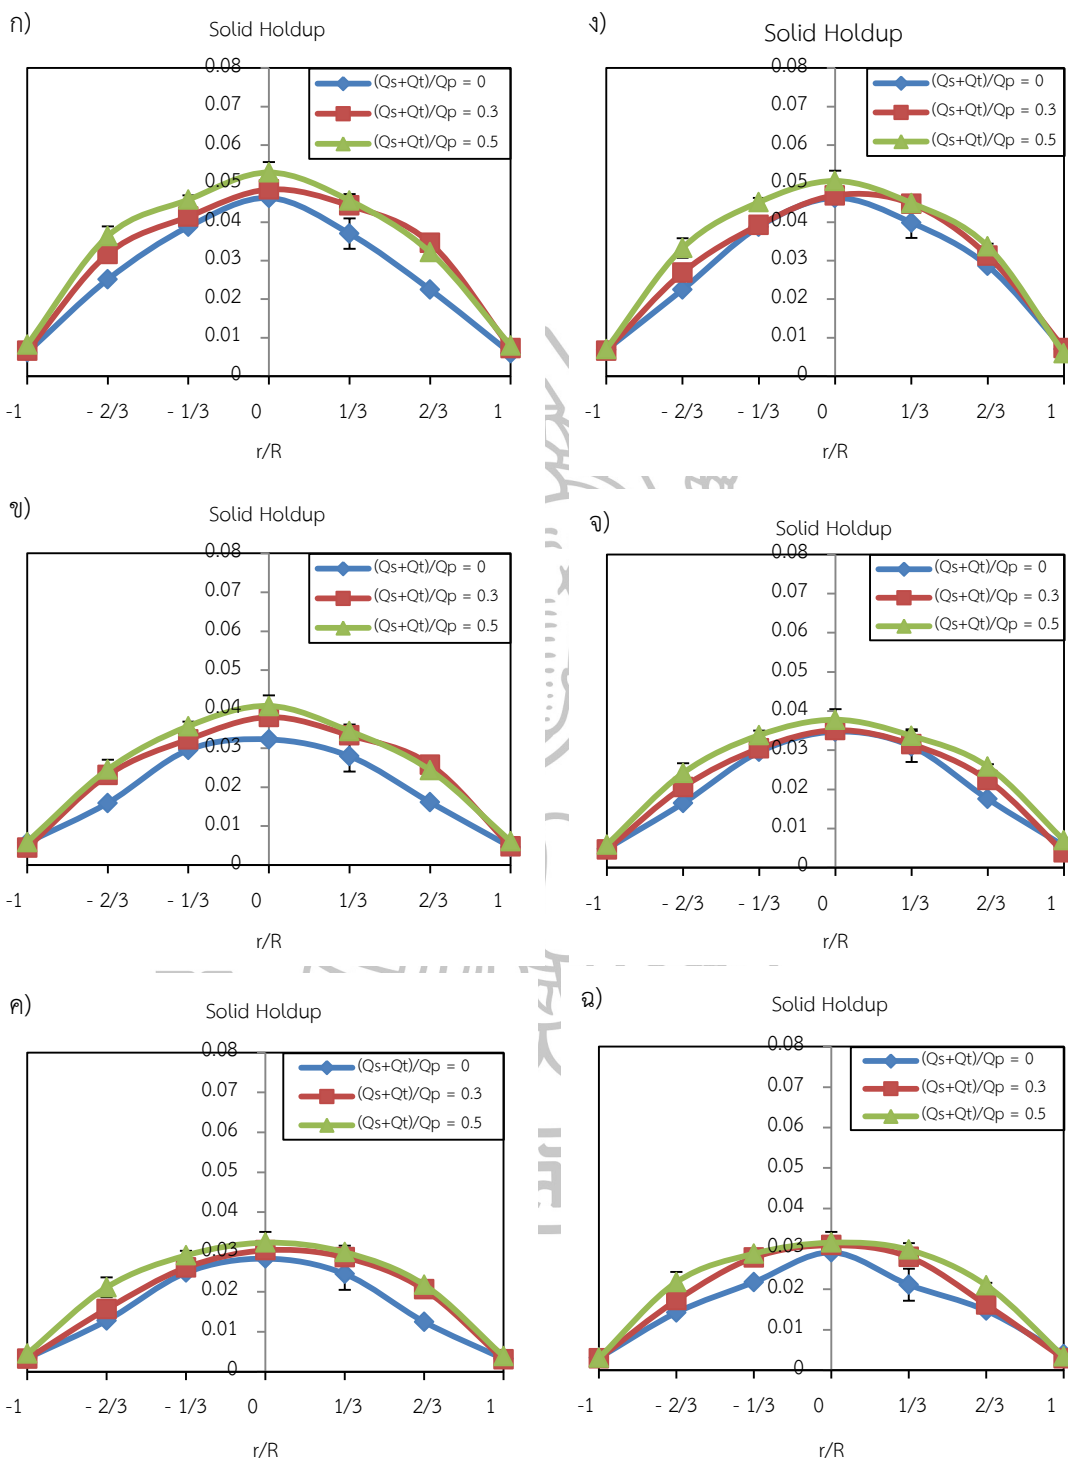 ก)
Solid Holdup
0.08
0.07
0.06
0.05
0.04
0.03
0.02
0.01
0
(Qs+Qt)/Qp = 0
(Qs+Qt)/Qp = 0.3
(Qs+Qt)/Qp = 0.5
-1 - 2/3 - 1/3 0 1/3 2/3 1
r/R
ง)
Solid Holdup
0.08
0.07
0.06
0.05
0.04
0.03
0.02
0.01
0
(Qs+Qt)/Qp = 0
(Qs+Qt)/Qp = 0.3
(Qs+Qt)/Qp = 0.5
-1 - 2/3 - 1/3 0 1/3 2/3 1
r/R
ข)
Solid Holdup
0.08
0.07
0.06
0.05
0.04
0.03
0.02
0.01
0
(Qs+Qt)/Qp = 0
(Qs+Qt)/Qp = 0.3
(Qs+Qt)/Qp = 0.5
-1 - 2/3 - 1/3 0 1/3 2/3 1
r/R
จ)
Solid Holdup
0.08
0.07
0.06
0.05
0.04
0.03
0.02
0.01
0
(Qs+Qt)/Qp = 0
(Qs+Qt)/Qp = 0.3
(Qs+Qt)/Qp = 0.5
-1 - 2/3 - 1/3 0 1/3 2/3 1
r/R
ค)
Solid Holdup
0.08
0.07
0.06
0.05
0.04
0.03
0.02
0.01
0
(Qs+Qt)/Qp = 0
(Qs+Qt)/Qp = 0.3
(Qs+Qt)/Qp = 0.5
-1 - 2/3 - 1/3 0 1/3 2/3 1
r/R
ฉ)
Solid Holdup
0.08
0.07
0.06
0.05
0.04
0.03
0.02
0.01
0
(Qs+Qt)/Qp = 0
(Qs+Qt)/Qp = 0.3
(Qs+Qt)/Qp = 0.5
-1 - 2/3 - 1/3 0 1/3 2/3 1
r/R